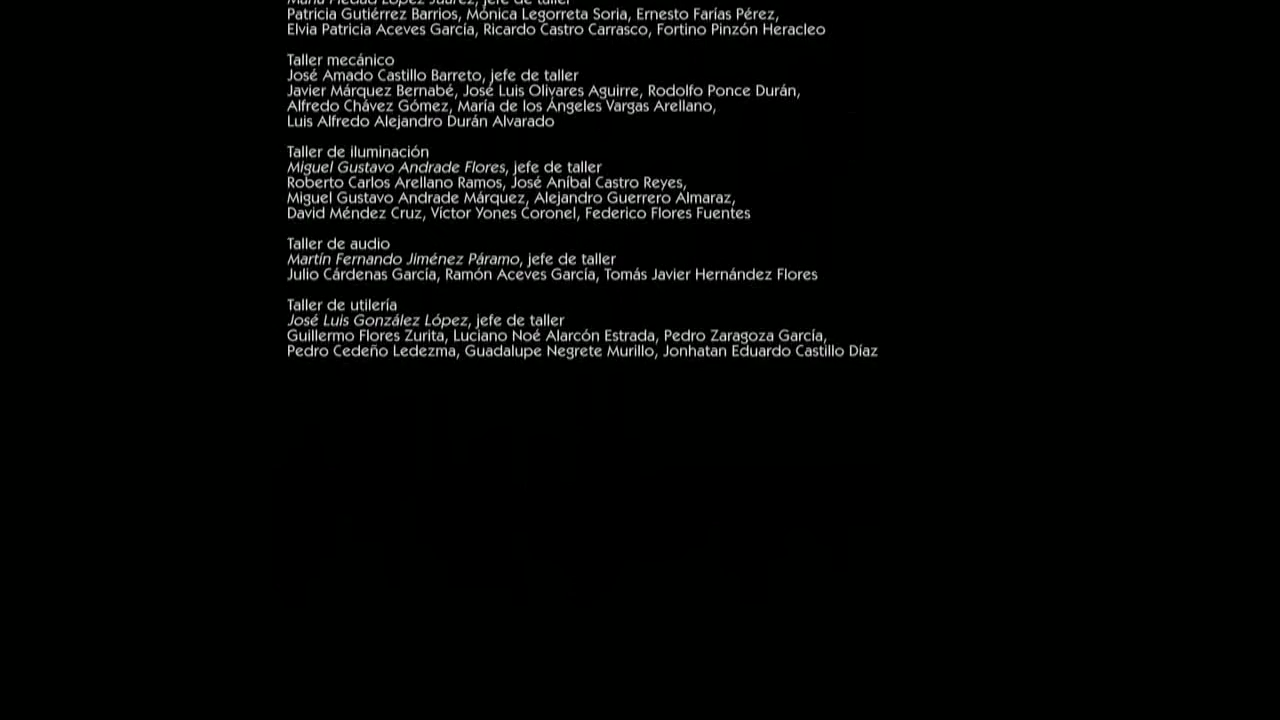 María Piedad López Juárez, jefe de taller
Patricia Gutiérrez Barrios, Mónica Legorreta Soria, Ernesto Farías Pérez,
Elvia Patricia Aceves García, Ricardo Castro Carrasco, Fortino Pinzón Heracleo
Taller mecánico
José Amado Castillo Barreto, jefe de taller
Javier Márquez Bernabé, José Luis Olivares Aguirre, Rodolfo Ponce Durán,
Alfredo Chávez Gómez, María de los Ángeles Vargas Arellano,
Luis Alfredo Alejandro Durán Alvarado
Taller de iluminación
Miguel Gustavo Andrade Flores, jefe de taller
Roberto Carlos Arellano Ramos, José Aníbal Castro Reyes,
Miguel Gustavo Andrade Márquez, Alejandro Guerrero Almaraz,
David Méndez Cruz, Víctor Yones Coronel, Federico Flores Fuentes
Taller de audio
Martín Fernando Jiménez Páramo, jefe de taller
Julio Cárdenas García, Ramón Aceves García, Tomás Javier Hernández Flores
Taller de utilería
José Luis González López, jefe de taller
Guillermo Flores Zurita, Luciano Noé Alarcón Estrada, Pedro Zaragoza García,
Pedro Cedeño Ledezma, Guadalupe Negrete Murillo, Jonhatan Eduardo Castillo Díaz